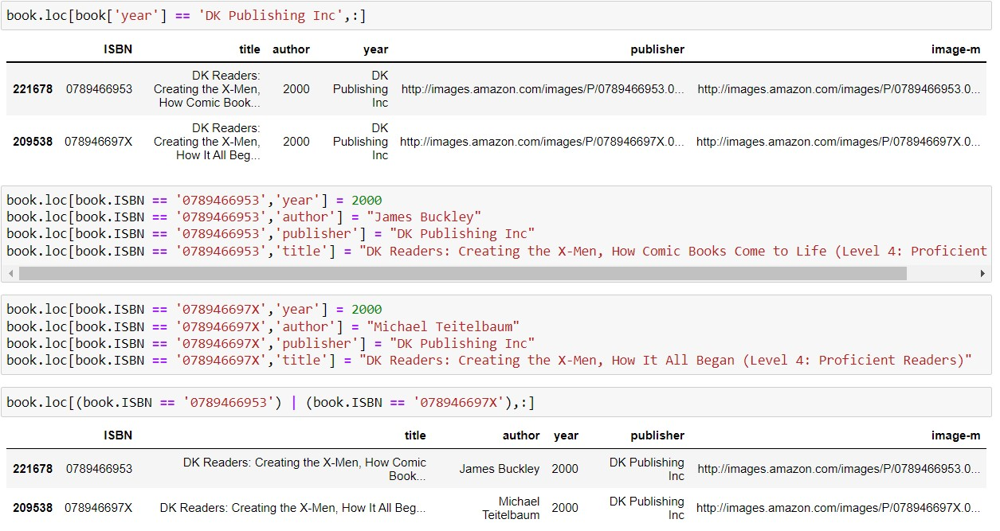 book.loc[book['year'] == 'DK Publishing Inc',:]
ISBN title author year publisher image-m
221678 0789466953 DK Readers: Creating the X-Men, How Comic Book... 2000 DK Publishing Inc http://images.amazon.com/images/P/0789466953.0... http://images.amazon.com/images/P/0789466953.0...
209538 078946697X DK Readers: Creating the X-Men, How It All Beg... 2000 DK Publishing Inc http://images.amazon.com/images/P/078946697X.0... http://images.amazon.com/images/P/078946697X.0...
book.loc[book.ISBN == '0789466953','year'] = 2000
book.loc[book.ISBN == '0789466953','author'] = "James Buckley"
book.loc[book.ISBN == '0789466953','publisher'] = "DK Publishing Inc"
book.loc[book.ISBN == '0789466953','title'] = "DK Readers: Creating the X-Men, How Comic Books Come to Life (Level 4: Proficient
book.loc[book.ISBN == '078946697X','year'] = 2000
book.loc[book.ISBN == '078946697X','author'] = "Michael Teitelbaum"
book.loc[book.ISBN == '078946697X','publisher'] = "DK Publishing Inc"
book.loc[book.ISBN == '078946697X','title'] = "DK Readers: Creating the X-Men, How It All Began (Level 4: Proficient Readers)"
book.loc[(book.ISBN == '0789466953') | (book.ISBN == '078946697X'),:]
ISBN title author year publisher image-m
221678 0789466953 DK Readers: Creating the X-Men, How Comic Book... James Buckley 2000 DK Publishing Inc http://images.amazon.com/images/P/0789466953.0...
209538 078946697X DK Readers: Creating the X-Men, How It All Beg... Michael Teitelbaum 2000 DK Publishing Inc http://images.amazon.com/images/P/078946697X.0...